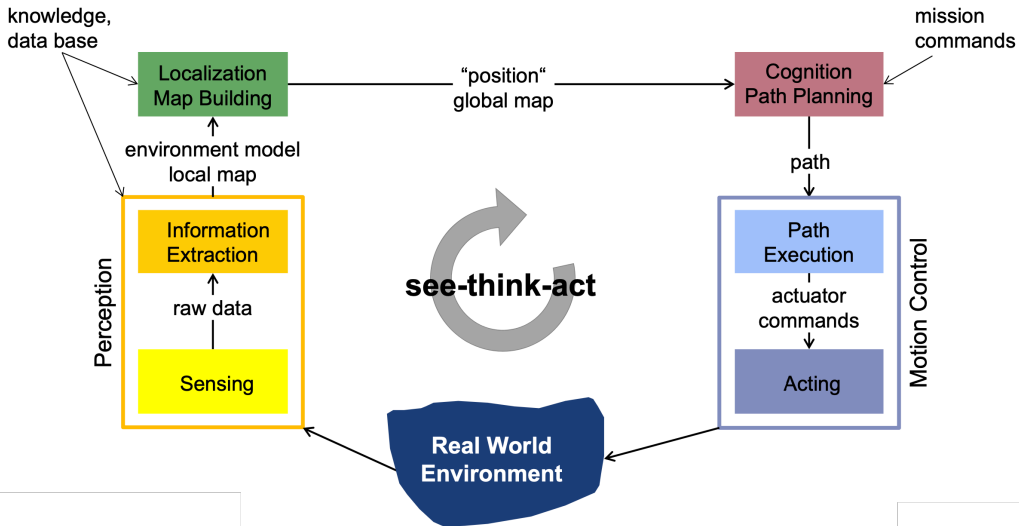 knowledge,
data base
mission
commands
Localization
Map Building
“position“
global map
Cognition
Path Planning
environment model
local map
path
Information
Extraction
Path
Execution
see-think-act
raw data
actuator
commands
Perception
Motion Control
Sensing
Acting
Real World
Environment